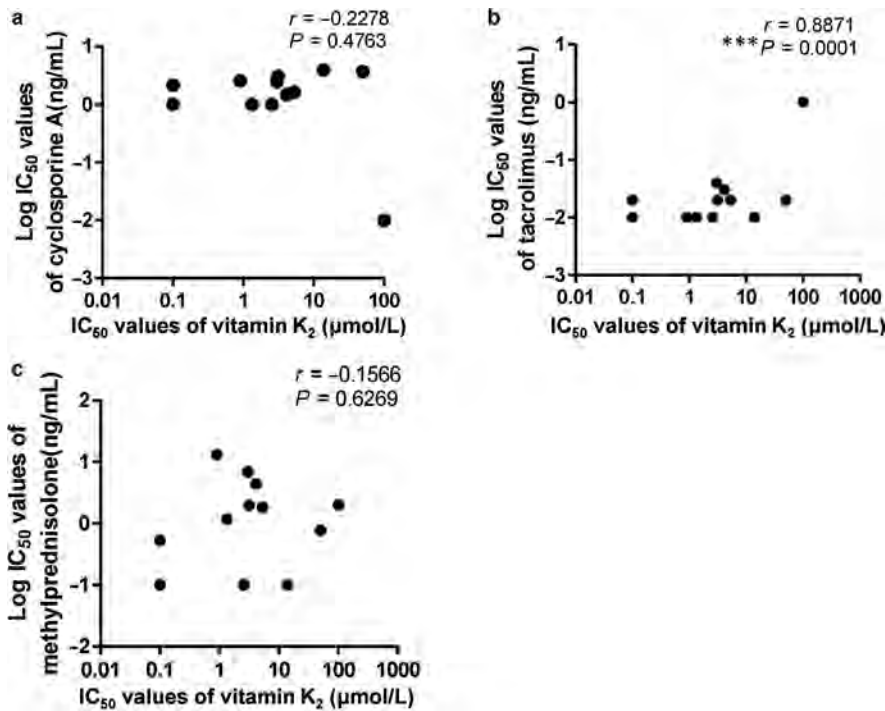 a
r = −0.2278
P = 0.4763
Log IC50 values
of cyclosporine A(ng/mL)
1
0
−1
−2
−3
0.01 0.1 1 10 100
IC50 values of vitamin K2 (µmol/L)
b
r = 0.8871
***P = 0.0001
Log IC50 values
of tacrolimus (ng/mL)
1
0
−1
−2
−3
0.01 0.1 1 10 100 1000
IC50 values of vitamin K2 (µmol/L)
c
r = −0.1566
P = 0.6269
Log IC50 values of
methylprednisolone(ng/mL)
2
1
0
−1
−2
0.01 0.1 1 10 100 1000
IC50 values of vitamin K2 (µmol/L)